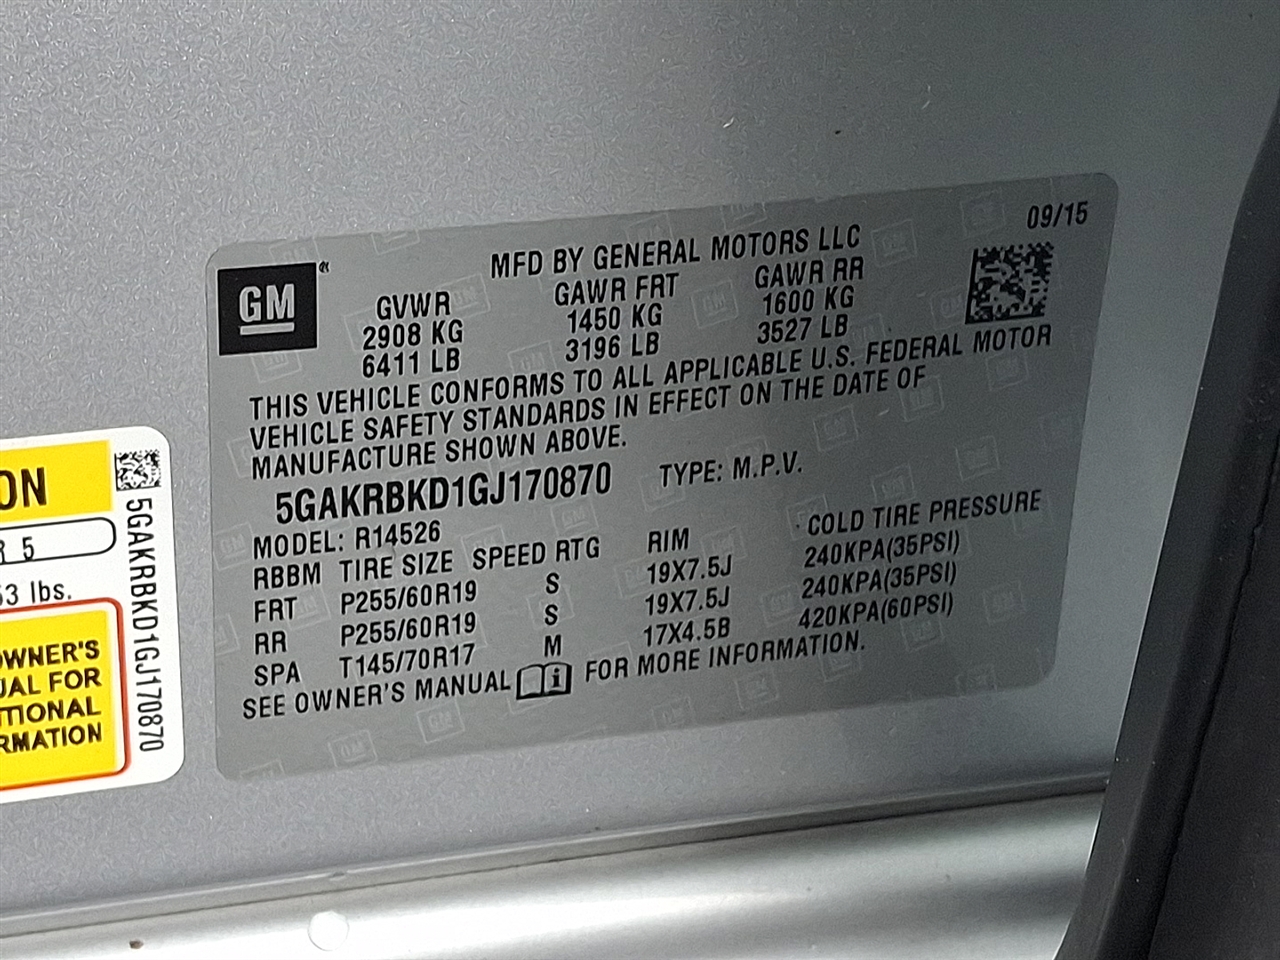 09/15
GM
MFD BY GENERAL MOTORS LLC
GVWR GAWR FRT GAWR RR
2908 KG 1450 KG 1600 KG
6411 LB 3196 LB 3527 LB
THIS VEHICLE CONFORMS TO ALL APPLICABLE U.S. FEDERAL MOTOR
VEHICLE SAFETY STANDARDS IN EFFECT ON THE DATE OF
MANUFACTURE SHOWN ABOVE.
5GAKRBKD1GJ170870 TYPE: M.P.V.
MODEL: R14526
RBBM TIRE SIZE SPEED RTG RIM COLD TIRE PRESSURE
FRT P255/60R19 S 19X7.5J 240KPA(35PSI)
RR P255/60R19 S 19X7.5J 240KPA(35PSI)
SPA T145/70R17 M 17X4.5B 420KPA(60PSI)
SEE OWNER'S MANUAL i FOR MORE INFORMATION.
ON
R 5
53 lbs.
OWNER'S
UAL FOR
ITIONAL
RMATION
5GAKRBKD1GJ170870